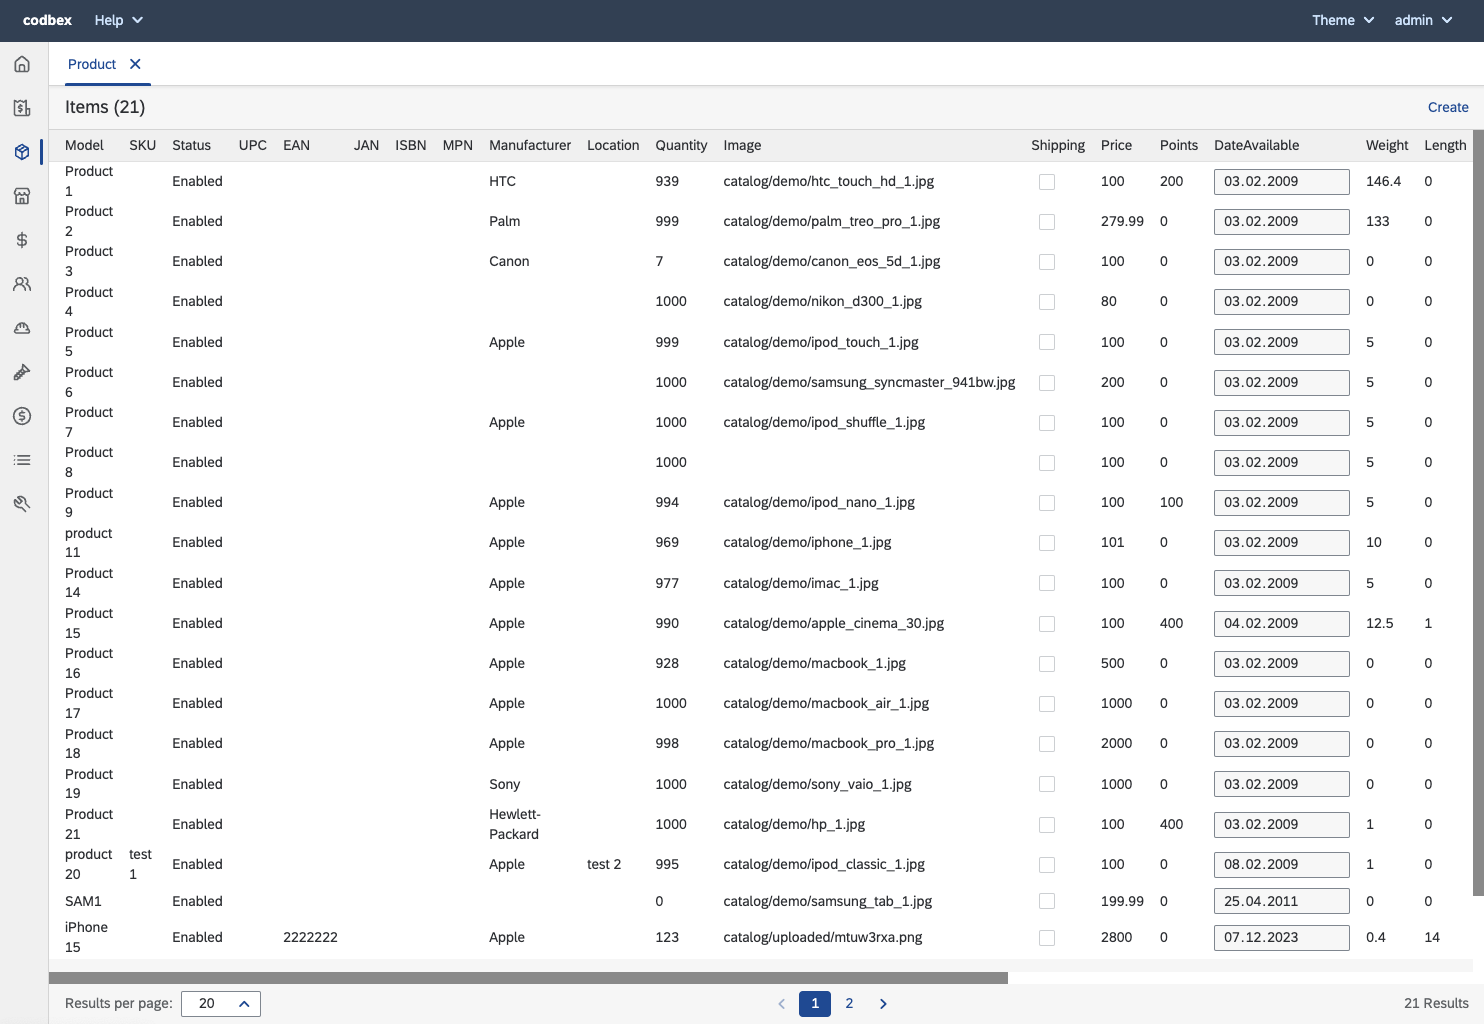 codbex Help Theme admin
Product
Items (21) Create
Model SKU Status UPC EAN JAN ISBN MPN Manufacturer Location Quantity Image Shipping Price Points DateAvailable Weight Length
Product 1 Enabled HTC 939 catalog/demo/htc_touch_hd_1.jpg 100 200 03.02.2009 146.4 0
Product 2 Enabled Palm 999 catalog/demo/palm_treo_pro_1.jpg 279.99 0 03.02.2009 133 0
Product 3 Enabled Canon 7 catalog/demo/canon_eos_5d_1.jpg 100 0 03.02.2009 0 0
Product 4 Enabled 1000 catalog/demo/nikon_d300_1.jpg 80 0 03.02.2009 0 0
Product 5 Enabled Apple 999 catalog/demo/ipod_touch_1.jpg 100 0 03.02.2009 5 0
Product 6 Enabled 1000 catalog/demo/samsung_syncmaster_941bw.jpg 200 0 03.02.2009 5 0
Product 7 Enabled Apple 1000 catalog/demo/ipod_shuffle_1.jpg 100 0 03.02.2009 5 0
Product 8 Enabled 1000 100 0 03.02.2009 5 0
Product 9 Enabled Apple 994 catalog/demo/ipod_nano_1.jpg 100 100 03.02.2009 5 0
product 11 Enabled Apple 969 catalog/demo/iphone_1.jpg 101 0 03.02.2009 10 0
Product 14 Enabled Apple 977 catalog/demo/imac_1.jpg 100 0 03.02.2009 5 0
Product 15 Enabled Apple 990 catalog/demo/apple_cinema_30.jpg 100 400 04.02.2009 12.5 1
Product 16 Enabled Apple 928 catalog/demo/macbook_1.jpg 500 0 03.02.2009 0 0
Product 17 Enabled Apple 1000 catalog/demo/macbook_air_1.jpg 1000 0 03.02.2009 0 0
Product 18 Enabled Apple 998 catalog/demo/macbook_pro_1.jpg 2000 0 03.02.2009 0 0
Product 19 Enabled Sony 1000 catalog/demo/sony_vaio_1.jpg 1000 0 03.02.2009 0 0
Product 21 Enabled Hewlett-Packard 1000 catalog/demo/hp_1.jpg 100 400 03.02.2009 1 0
product 20 test 1 Enabled Apple test 2 995 catalog/demo/ipod_classic_1.jpg 100 0 08.02.2009 1 0
SAM1 Enabled 0 catalog/demo/samsung_tab_1.jpg 199.99 0 25.04.2011 0 0
iPhone 15 Enabled 2222222 Apple 123 catalog/uploaded/mtuw3rxa.png 2800 0 07.12.2023 0.4 14
Results per page: 20 1 2 21 Results